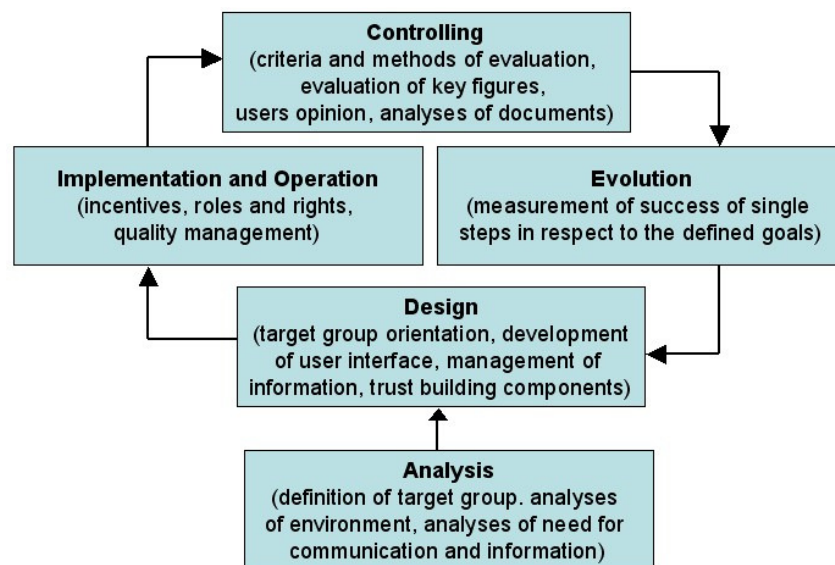 Controlling
(criteria and methods of evaluation,
evaluation of key figures,
users opinion, analyses of documents)
Implementation and Operation
(incentives, roles and rights,
quality management)
Evolution
(measurement of success of single
steps in respect to the defined goals)
Design
(target group orientation, development
of user interface, management of
information, trust building components)
Analysis
(definition of target group. analyses
of environment, analyses of need for
communication and information)